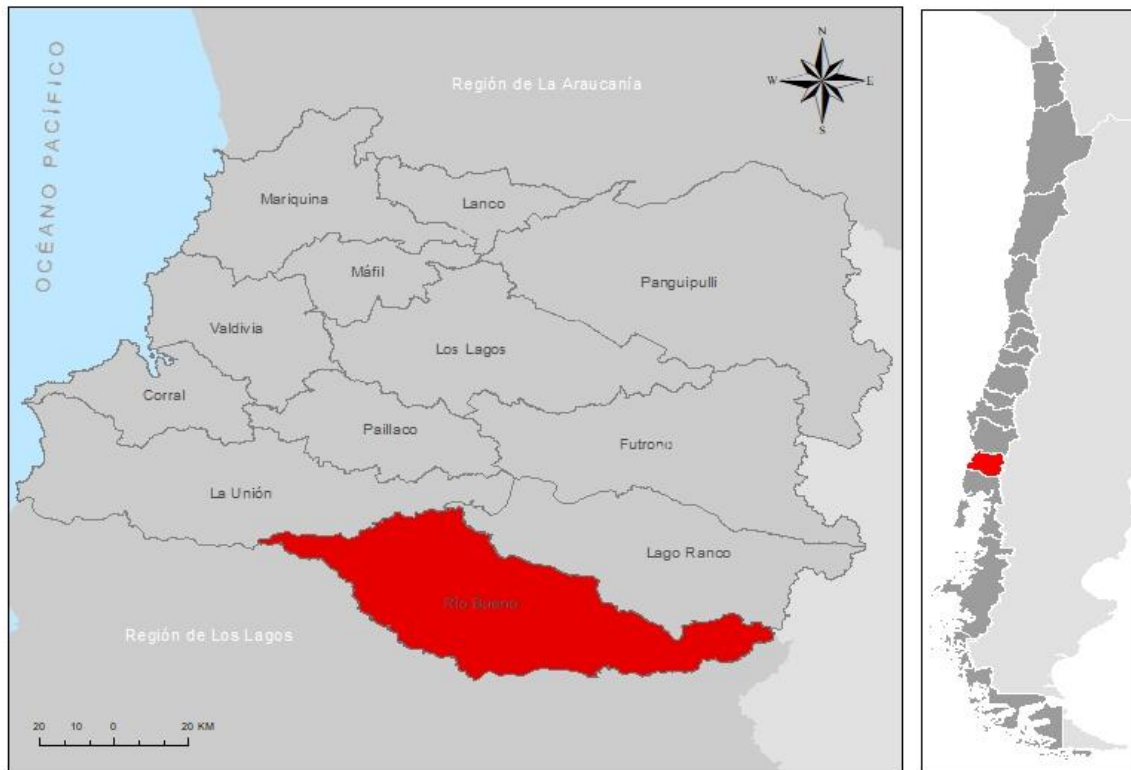 OCÉANO PACÍFICO
Región de La Araucanía
N
W E
S
Mariquina
Lanco
Máfil
Panguipulli
Valdivia
Los Lagos
Corral
Paillaco
Futrono
La Unión
Lago Ranco
Río Bueno
Región de Los Lagos
20 10 0 20 KM